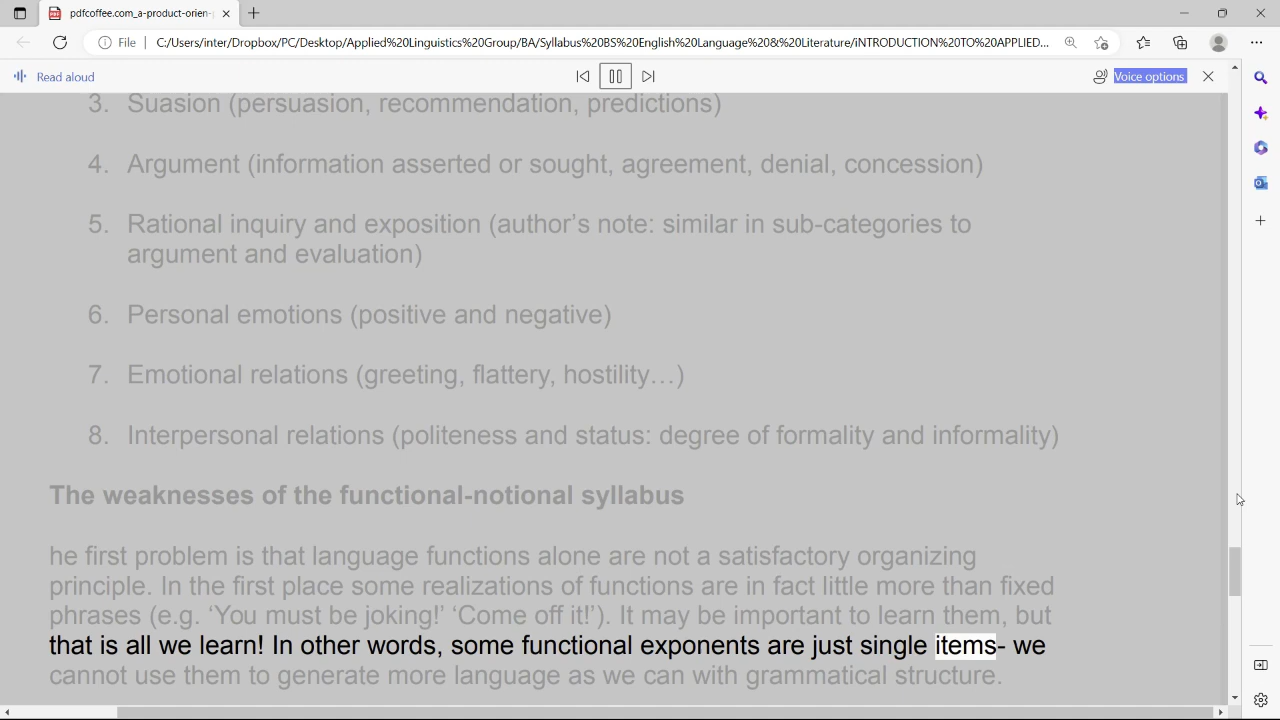 pdfcoffee.com_a-product-orien-
File
C:/Users/inter/Dropbox/PC/Desktop/Applied%20Linguistics%20Group/BA/Syllabus%20BS%20English%20Language%20&%20Literature/iNTRODUCTION%20TO%20APPLIED...
Read aloud
Voice options
3. Suasion (persuasion, recommendation, predictions)
4. Argument (information asserted or sought, agreement, denial, concession)
5. Rational inquiry and exposition (author's note: similar in sub-categories to
argument and evaluation)
6. Personal emotions (positive and negative)
7. Emotional relations (greeting, flattery, hostility…)
8. Interpersonal relations (politeness and status: degree of formality and informality)
The weaknesses of the functional-notional syllabus
he first problem is that language functions alone are not a satisfactory organizing
principle. In the first place some realizations of functions are in fact little more than fixed
phrases (e.g. 'You must be joking!' 'Come off it!'). It may be important to learn them, but
that is all we learn! In other words, some functional exponents are just single items- we
cannot use them to generate more language as we can with grammatical structure.